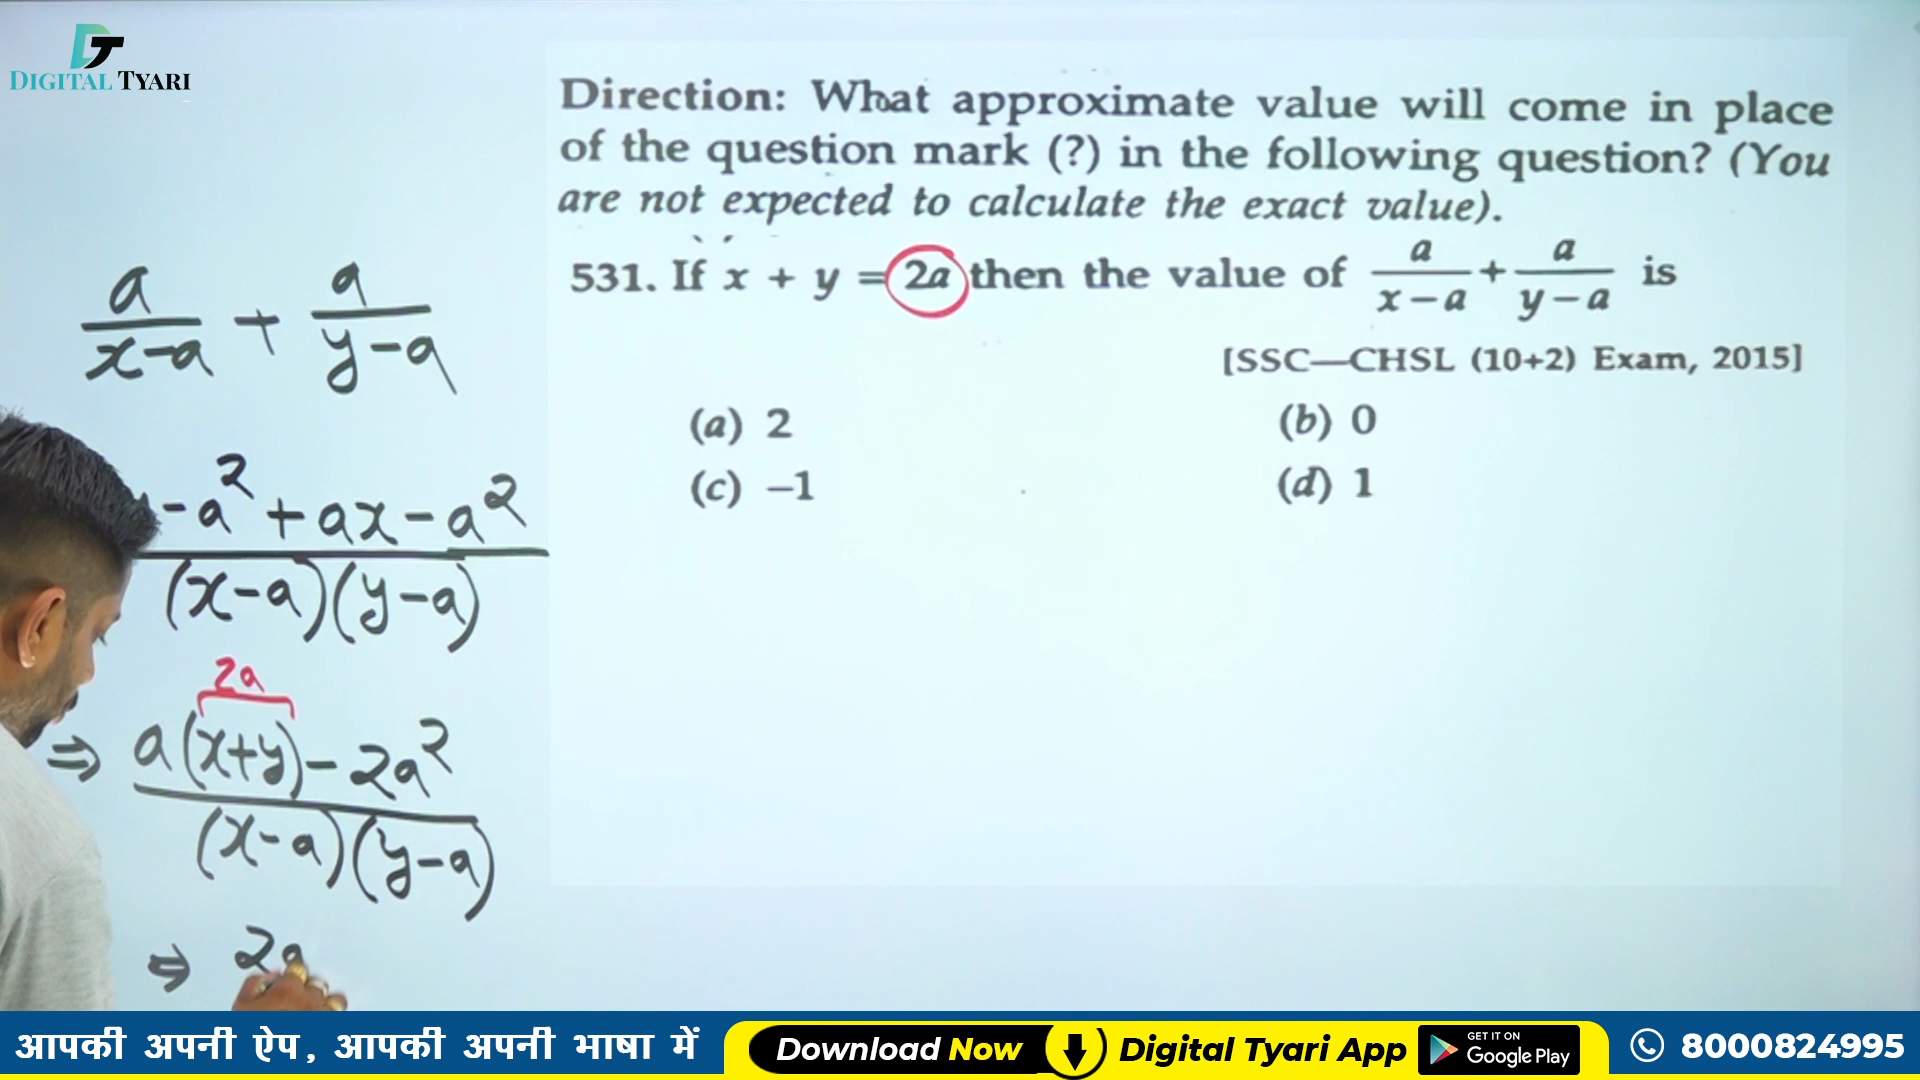 DIGITAL TYARI
Direction: What approximate value will come in place
of the question mark (?) in the following question? (You
are not expected to calculate the exact value).
531. If x + y = 2a then the value of a/(x – a) + a/(y – a) is
[SSC—CHSL (10+2) Exam, 2015]
(a) 2 (b) 0
(c) –1 (d) 1
a/(x-a) + a/(y-a)
-a² + ax - a²
(x-a)(y-a)
2a
⇒ a(x+y) - 2a²
(x-a)(y-a)
⇒ 2a
आपकी अपनी ऐप, आपकी अपनी भाषा में
Download Now
Digital Tyari App
GET IT ON
Google Play
8000824995